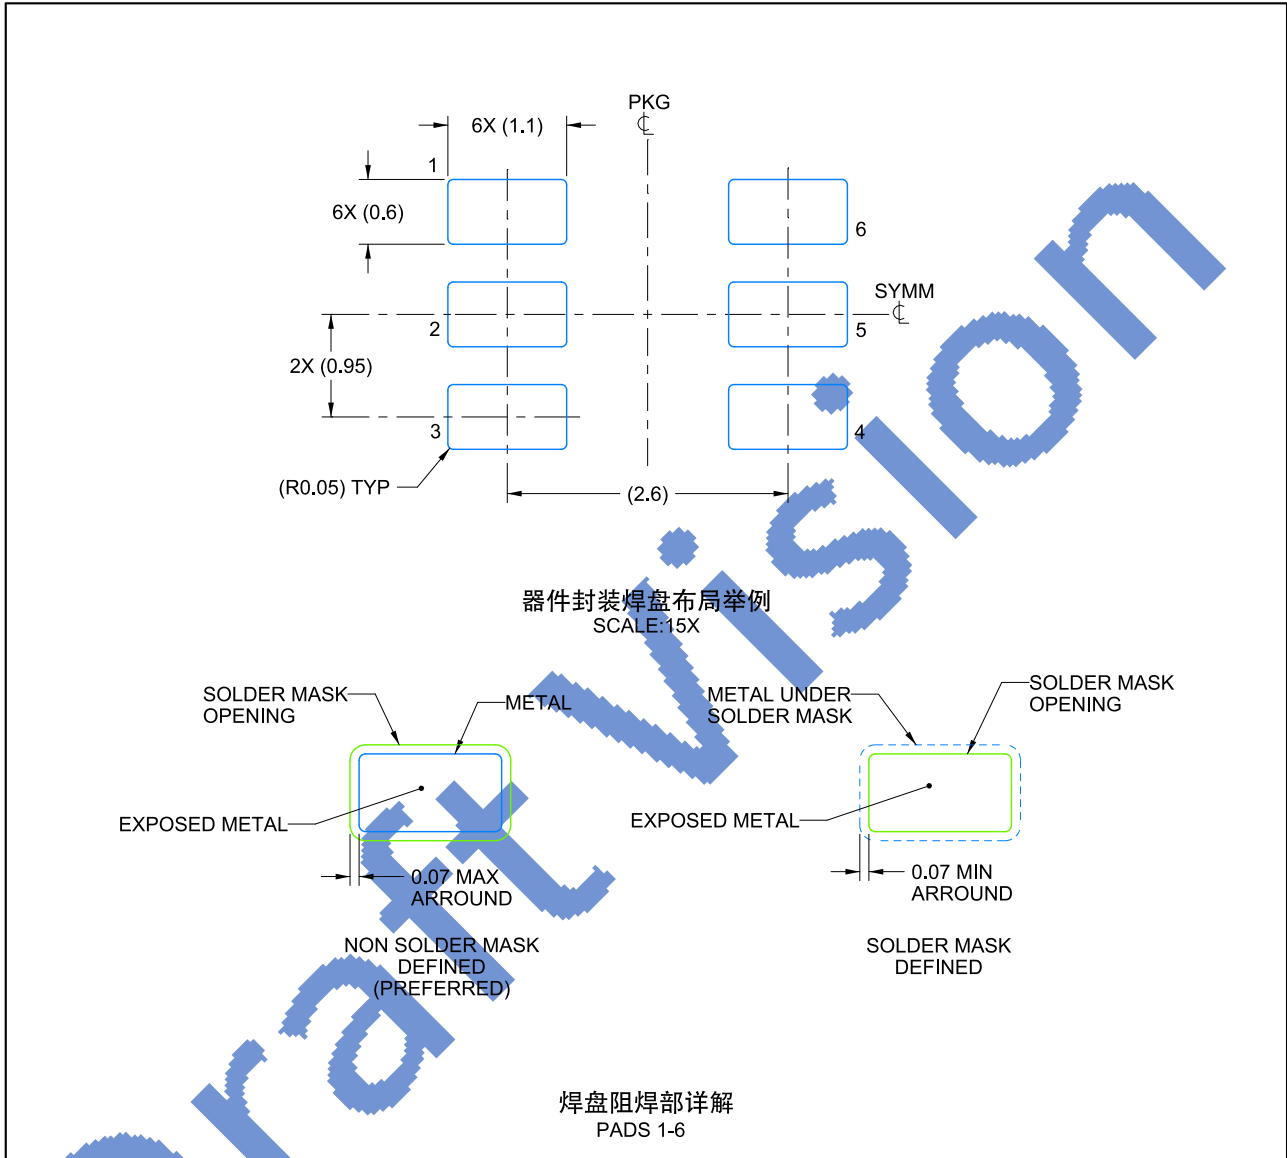 PKG
6X (1.1)
1
6X (0.6)
6
SYMM
2
5
2X (0.95)
3
4
(R0.05) TYP
(2.6)
器件封装焊盘布局举例
SCALE:15X
SOLDER MASK
OPENING
METAL
METAL UNDER
SOLDER MASK
SOLDER MASK
OPENING
EXPOSED METAL
EXPOSED METAL
0.07 MAX
ARROUND
0.07 MIN
ARROUND
NON SOLDER MASK
DEFINED
(PREFERRED)
SOLDER MASK
DEFINED
焊盘阻焊部详解
PADS 1-6
Draft vision